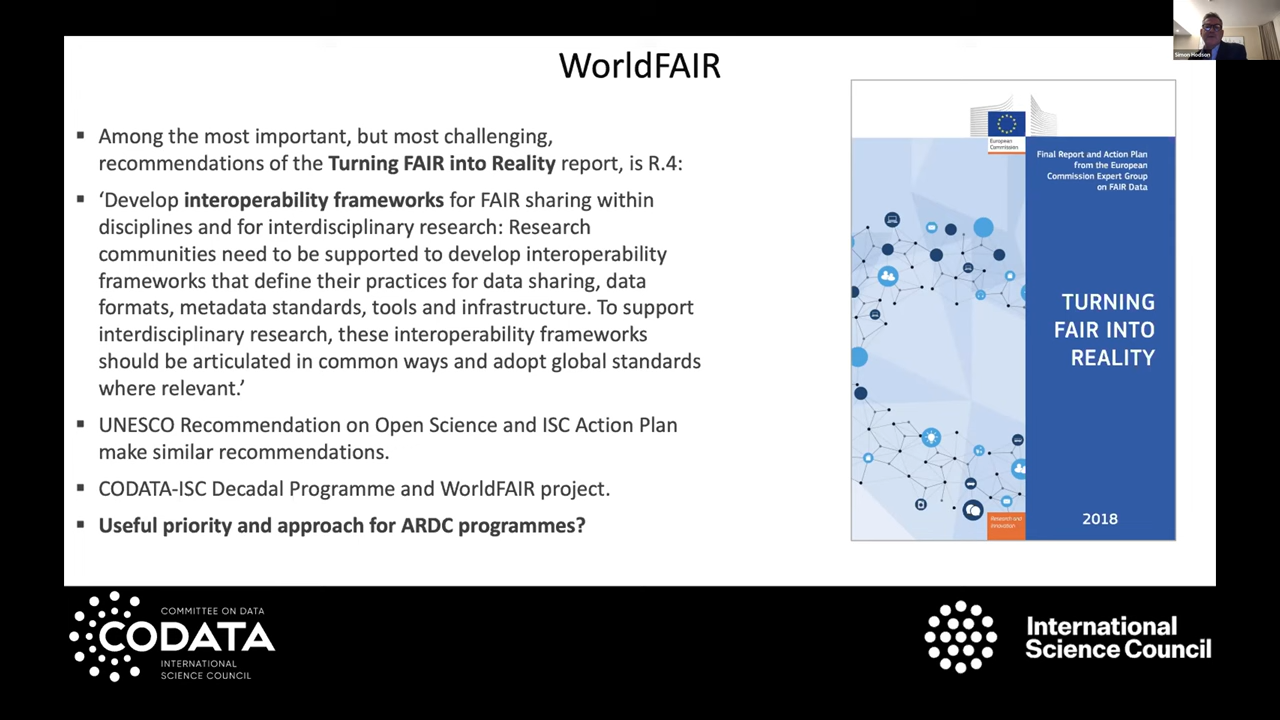 WorldFAIR
Simon Hodson
▪ Among the most important, but most challenging,
recommendations of the Turning FAIR into Reality report, is R.4:
▪ ‘Develop interoperability frameworks for FAIR sharing within
disciplines and for interdisciplinary research: Research
communities need to be supported to develop interoperability
frameworks that define their practices for data sharing, data
formats, metadata standards, tools and infrastructure. To support
interdisciplinary research, these interoperability frameworks
should be articulated in common ways and adopt global standards
where relevant.’
▪ UNESCO Recommendation on Open Science and ISC Action Plan
make similar recommendations.
▪ CODATA-ISC Decadal Programme and WorldFAIR project.
▪ Useful priority and approach for ARDC programmes?
European
Commission
Final Report and Action Plan
from the European
Commission Expert Group
on FAIR Data
TURNING
FAIR INTO
REALITY
2018
Research and
Innovation
COMMITTEE ON DATA
CODATA
INTERNATIONAL
SCIENCE COUNCIL
International
Science Council